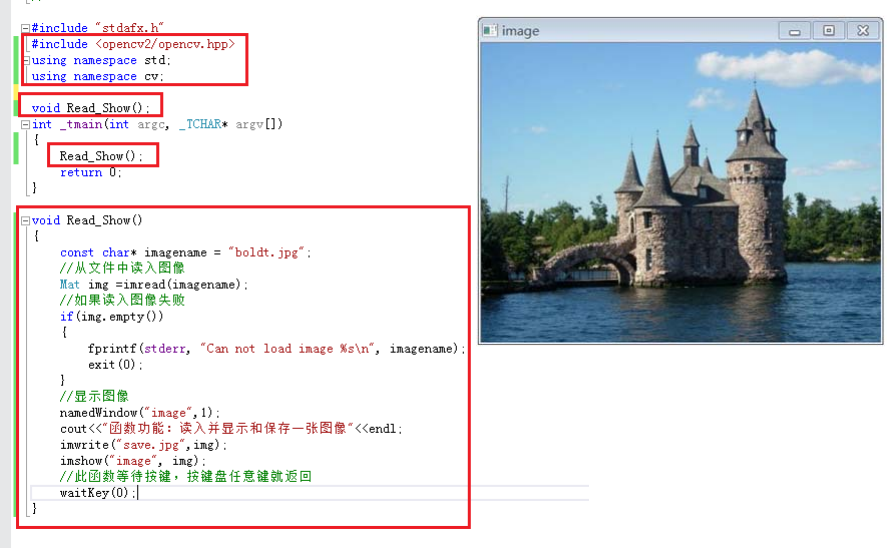 #include "stdafx.h"
#include <opencv2/opencv.hpp>
using namespace std;
using namespace cv;
void Read_Show();
int _tmain(int argc, _TCHAR* argv[])
{
Read_Show();
return 0;
}
void Read_Show()
{
const char* imagename = "boldt.jpg";
//从文件中读入图像
Mat img =imread(imagename);
//如果读入图像失败
if(img.empty())
{
fprintf(stderr, "Can not load image %s\n", imagename);
exit(0);
}
//显示图像
namedWindow("image",1);
cout<<"函数功能：读入并显示和保存一张图像"<<endl;
imwrite("save.jpg",img);
imshow("image", img);
//此函数等待按键，按键盘任意键就返回
waitKey(0);
}
image